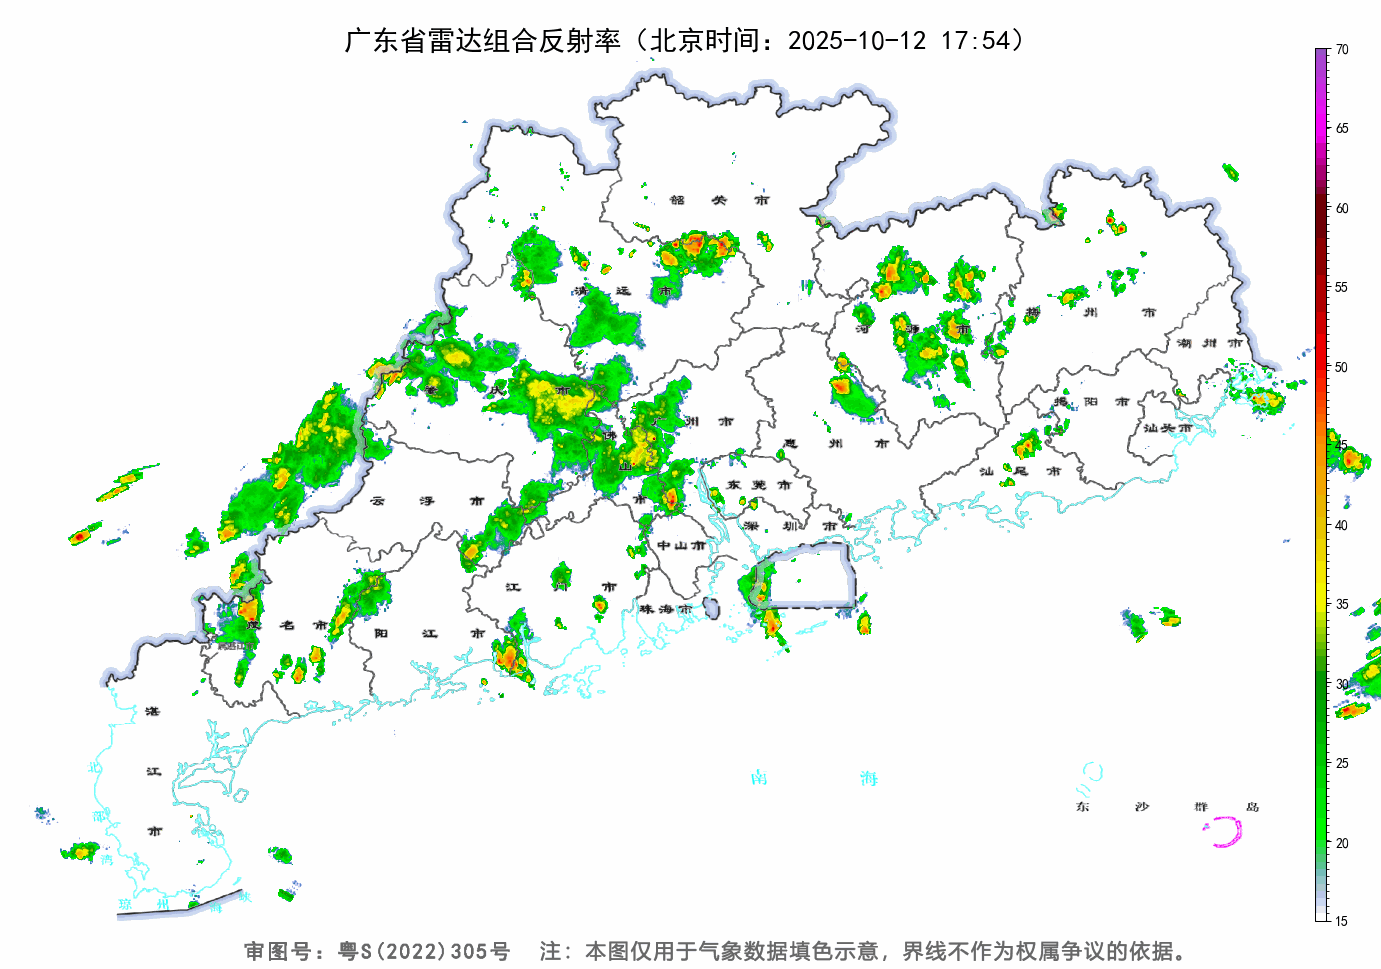 广东省雷达组合反射率（北京时间：2025-10-12 17:54）
70
65
60
55
50
45
40
35
30
25
20
15
韶 关 市
清 远 市
河 源 市
梅 州 市
潮 州 市
肇 庆 市
广 州 市
揭 阳 市
汕头市
佛 山 市
惠 州 市
汕 尾 市
云 浮 市
东 莞 市
深 圳 市
中山市
江 门 市
珠海市
茂 名 市
阳 江 市
湛 江 市
北 部 湾
南 海
东 沙 群 岛
琼 州 海 峡
审图号：粤S(2022)305号 注：本图仅用于气象数据填色示意，界线不作为权属争议的依据。